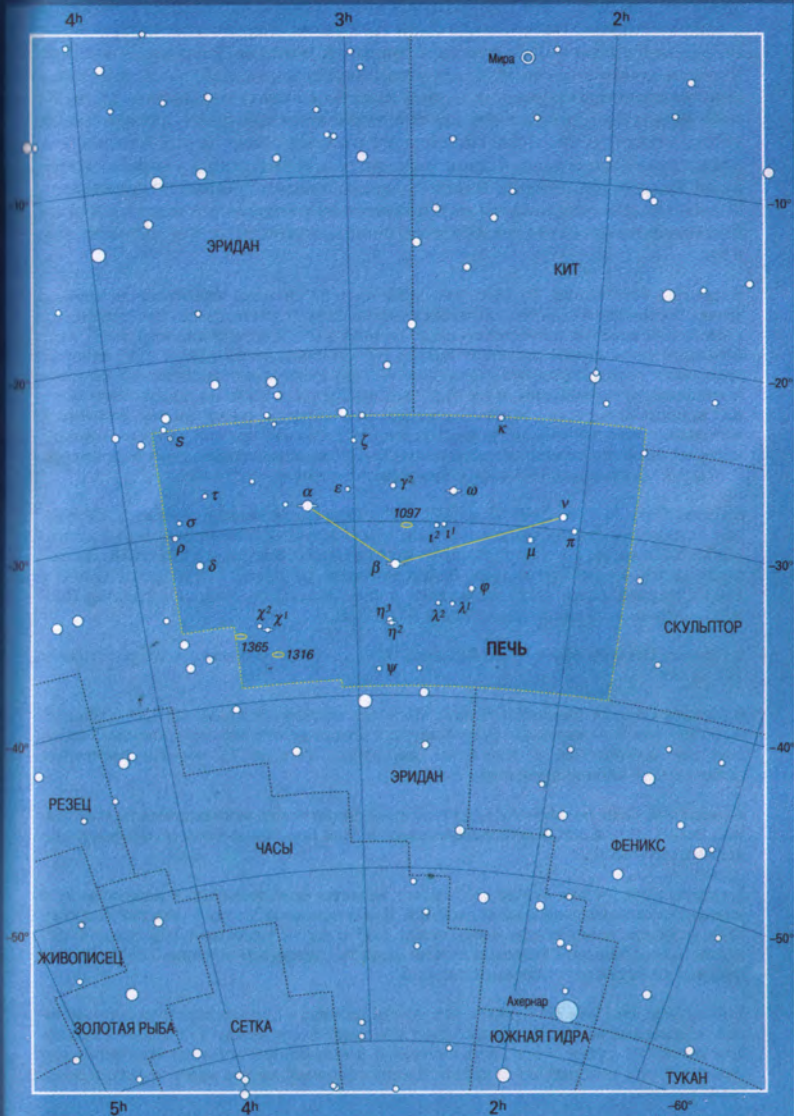 4h 3h 2h
Мира
-10° -10°
ЭРИДАН
КИТ
-20° -20°
κ
S ζ
ε γ² ω
τ α ν
1097
σ ι² ι¹
ρ μ π
-30° δ β -30°
φ
χ² χ¹ η³ λ² λ¹
η²
СКУЛЬПТОР
1365 1316 ПЕЧЬ
ψ
-40° -40°
ЭРИДАН
РЕЗЕЦ
ЧАСЫ ФЕНИКС
-50° -50°
ЖИВОПИСЕЦ
Ахернар
ЗОЛОТАЯ РЫБА СЕТКА
ЮЖНАЯ ГИДРА
ТУКАН
5h 4h 2h -60°